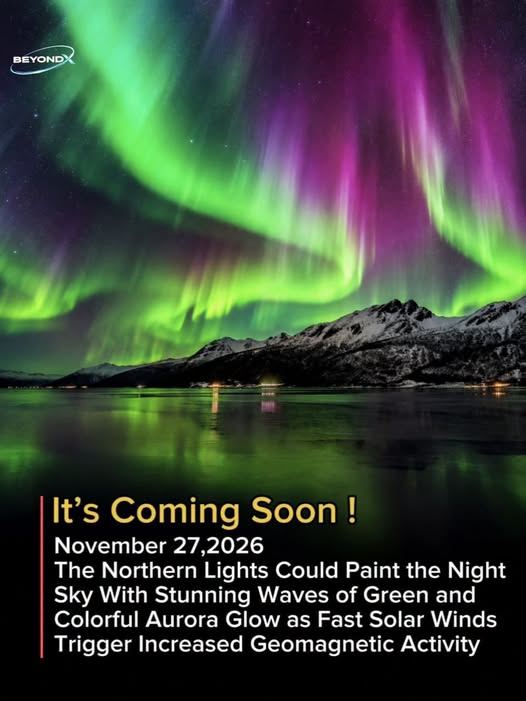 BEYONDX
It's Coming Soon !
November 27,2026
The Northern Lights Could Paint the Night
Sky With Stunning Waves of Green and
Colorful Aurora Glow as Fast Solar Winds
Trigger Increased Geomagnetic Activity